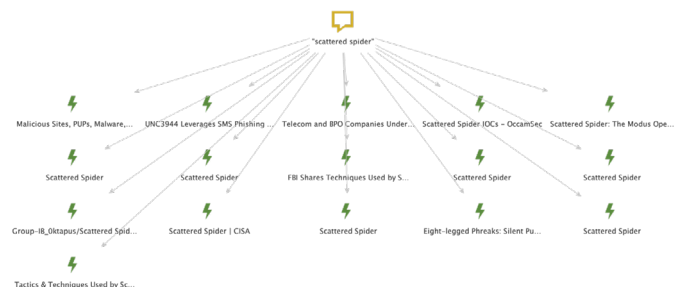 "scattered spider"
Malicious Sites, PUPs, Malware,...
UNC3944 Leverages SMS Phishing ...
Telecom and BPO Companies Under...
Scattered Spider IOCs - OccamSec
Scattered Spider: The Modus Ope...
Scattered Spider
Scattered Spider
FBI Shares Techniques Used by S...
Scattered Spider
Scattered Spider
Group-IB_0ktapus/Scattered Spid...
Scattered Spider | CISA
Scattered Spider
Eight-legged Phreaks: Silent Pu...
Scattered Spider
Tactics & Techniques Used by Sc...